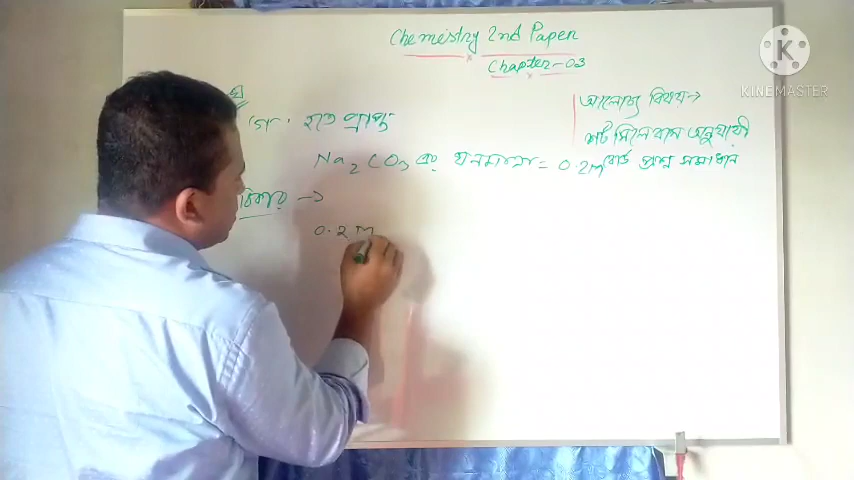 Chemistry 2nd Paper
Chapter-03
আলোচ্য বিষয়→
শর্ট সিলেবাস অনুযায়ী
বোর্ড প্রশ্ন সমাধান
ঘ
'গ' হতে প্রাপ্ত
Na2CO3 এর ঘনমাত্রা = 0.2M
→
0.2 M
K
KINEMASTER